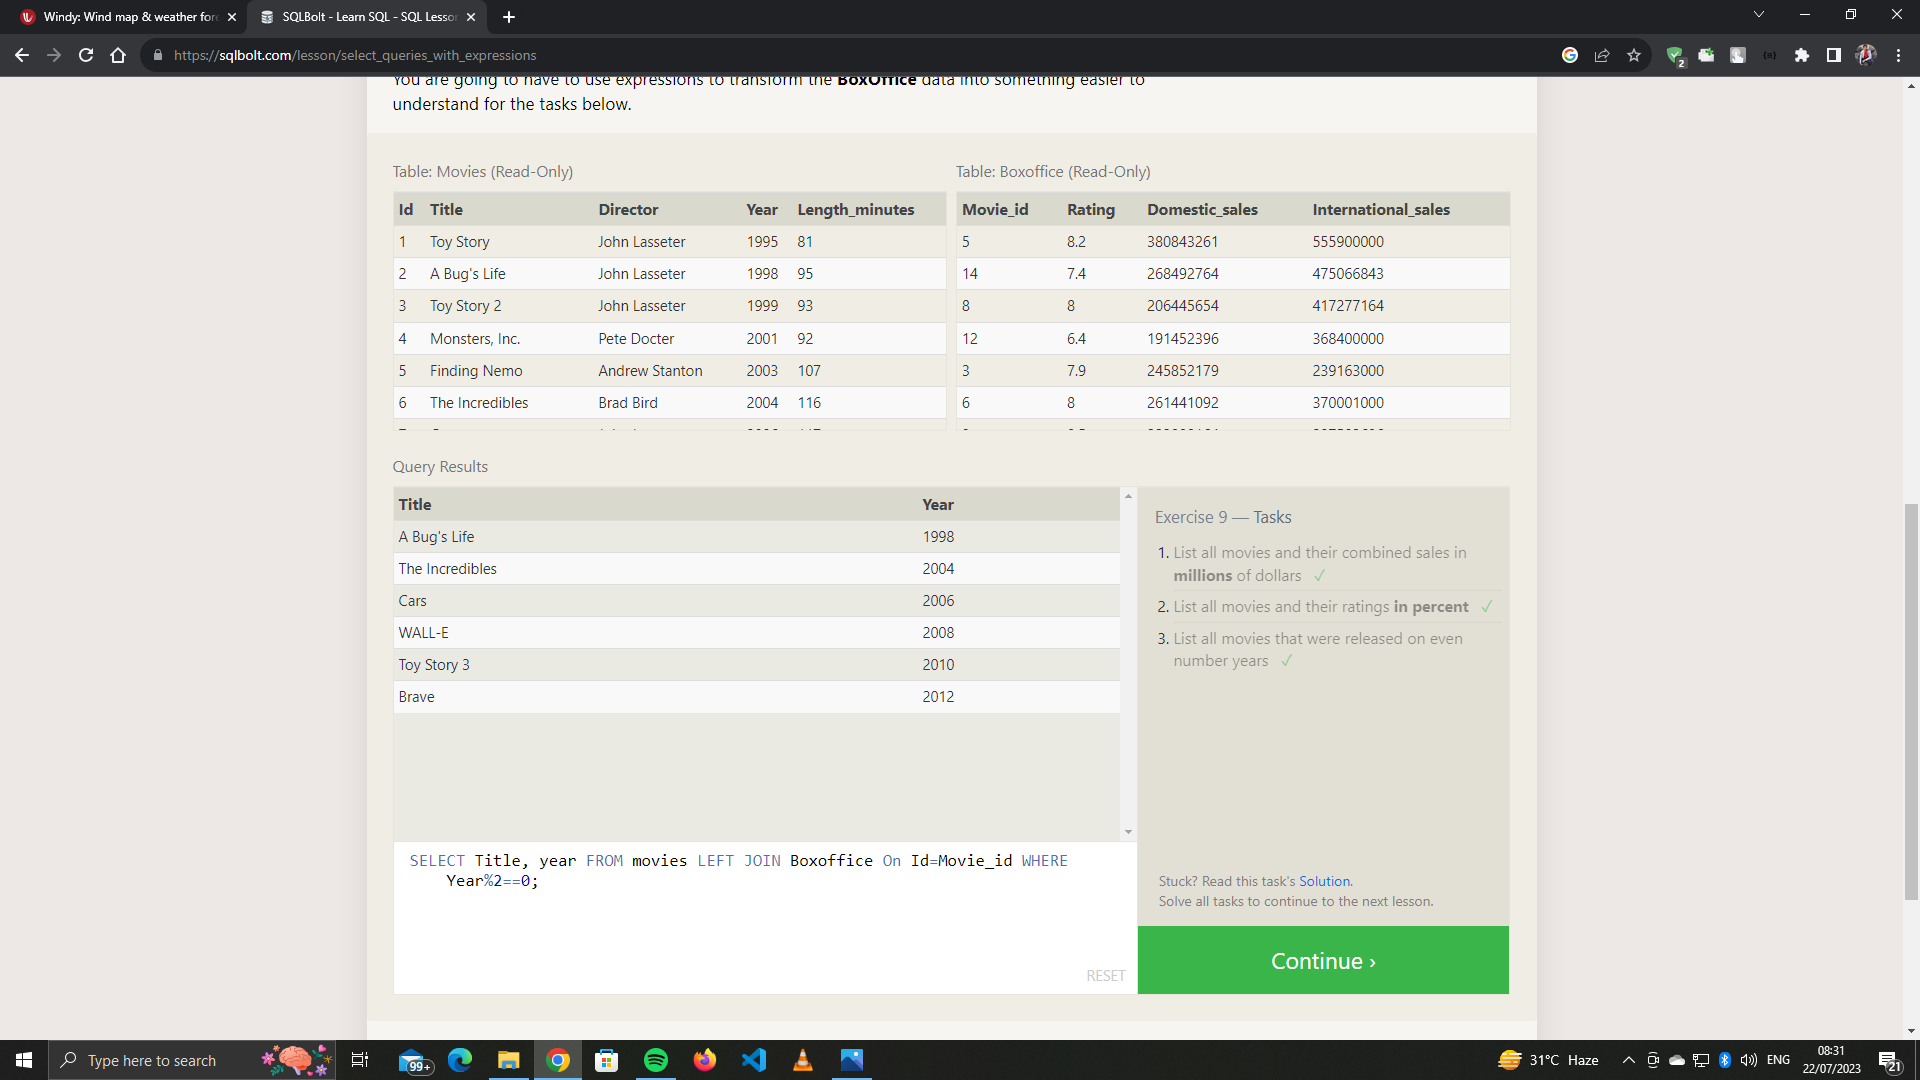 Windy: Wind map & weather fore
SQLBolt - Learn SQL - SQL Lesson
https://sqlbolt.com/lesson/select_queries_with_expressions
2
You are going to have to use expressions to transform the BoxOffice data into something easier to
understand for the tasks below.
Table: Movies (Read-Only)
Id Title Director Year Length_minutes
1 Toy Story John Lasseter 1995 81
2 A Bug's Life John Lasseter 1998 95
3 Toy Story 2 John Lasseter 1999 93
4 Monsters, Inc. Pete Docter 2001 92
5 Finding Nemo Andrew Stanton 2003 107
6 The Incredibles Brad Bird 2004 116
Table: Boxoffice (Read-Only)
Movie_id Rating Domestic_sales International_sales
5 8.2 380843261 555900000
14 7.4 268492764 475066843
8 8 206445654 417277164
12 6.4 191452396 368400000
3 7.9 245852179 239163000
6 8 261441092 370001000
Query Results
Title Year
A Bug's Life 1998
The Incredibles 2004
Cars 2006
WALL-E 2008
Toy Story 3 2010
Brave 2012
SELECT Title, year FROM movies LEFT JOIN Boxoffice On Id=Movie_id WHERE
Year%2==0;
RESET
Exercise 9 — Tasks
1. List all movies and their combined sales in
millions of dollars ✓
2. List all movies and their ratings in percent ✓
3. List all movies that were released on even
number years ✓
Stuck? Read this task's Solution.
Solve all tasks to continue to the next lesson.
Continue ›
Type here to search
99+
31°C Haze
ENG
08:31
22/07/2023
21